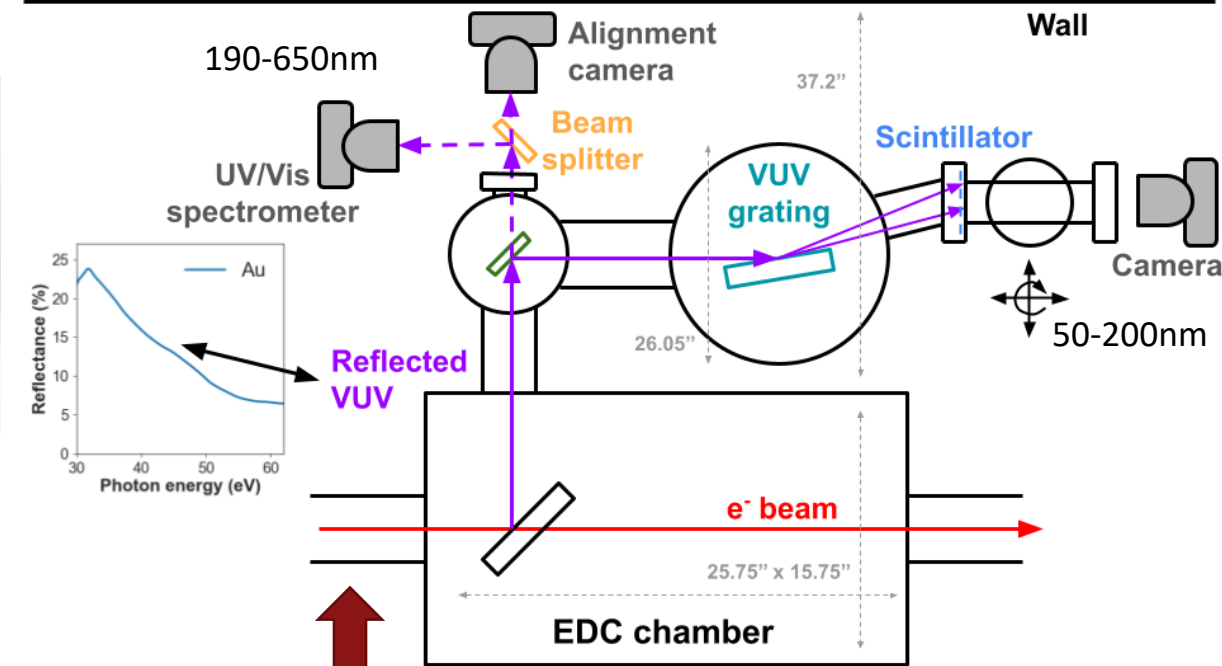 Wall
Alignment
camera
190-650nm
37.2”
Beam
splitter
Scintillator
UV/Vis
spectrometer
VUV
grating
Camera
25
20
15
10
5
0
Reflectance (%)
Au
30
40
50
60
Photon energy (eV)
Reflected
VUV
26.05”
50-200nm
e- beam
25.75” x 15.75”
EDC chamber